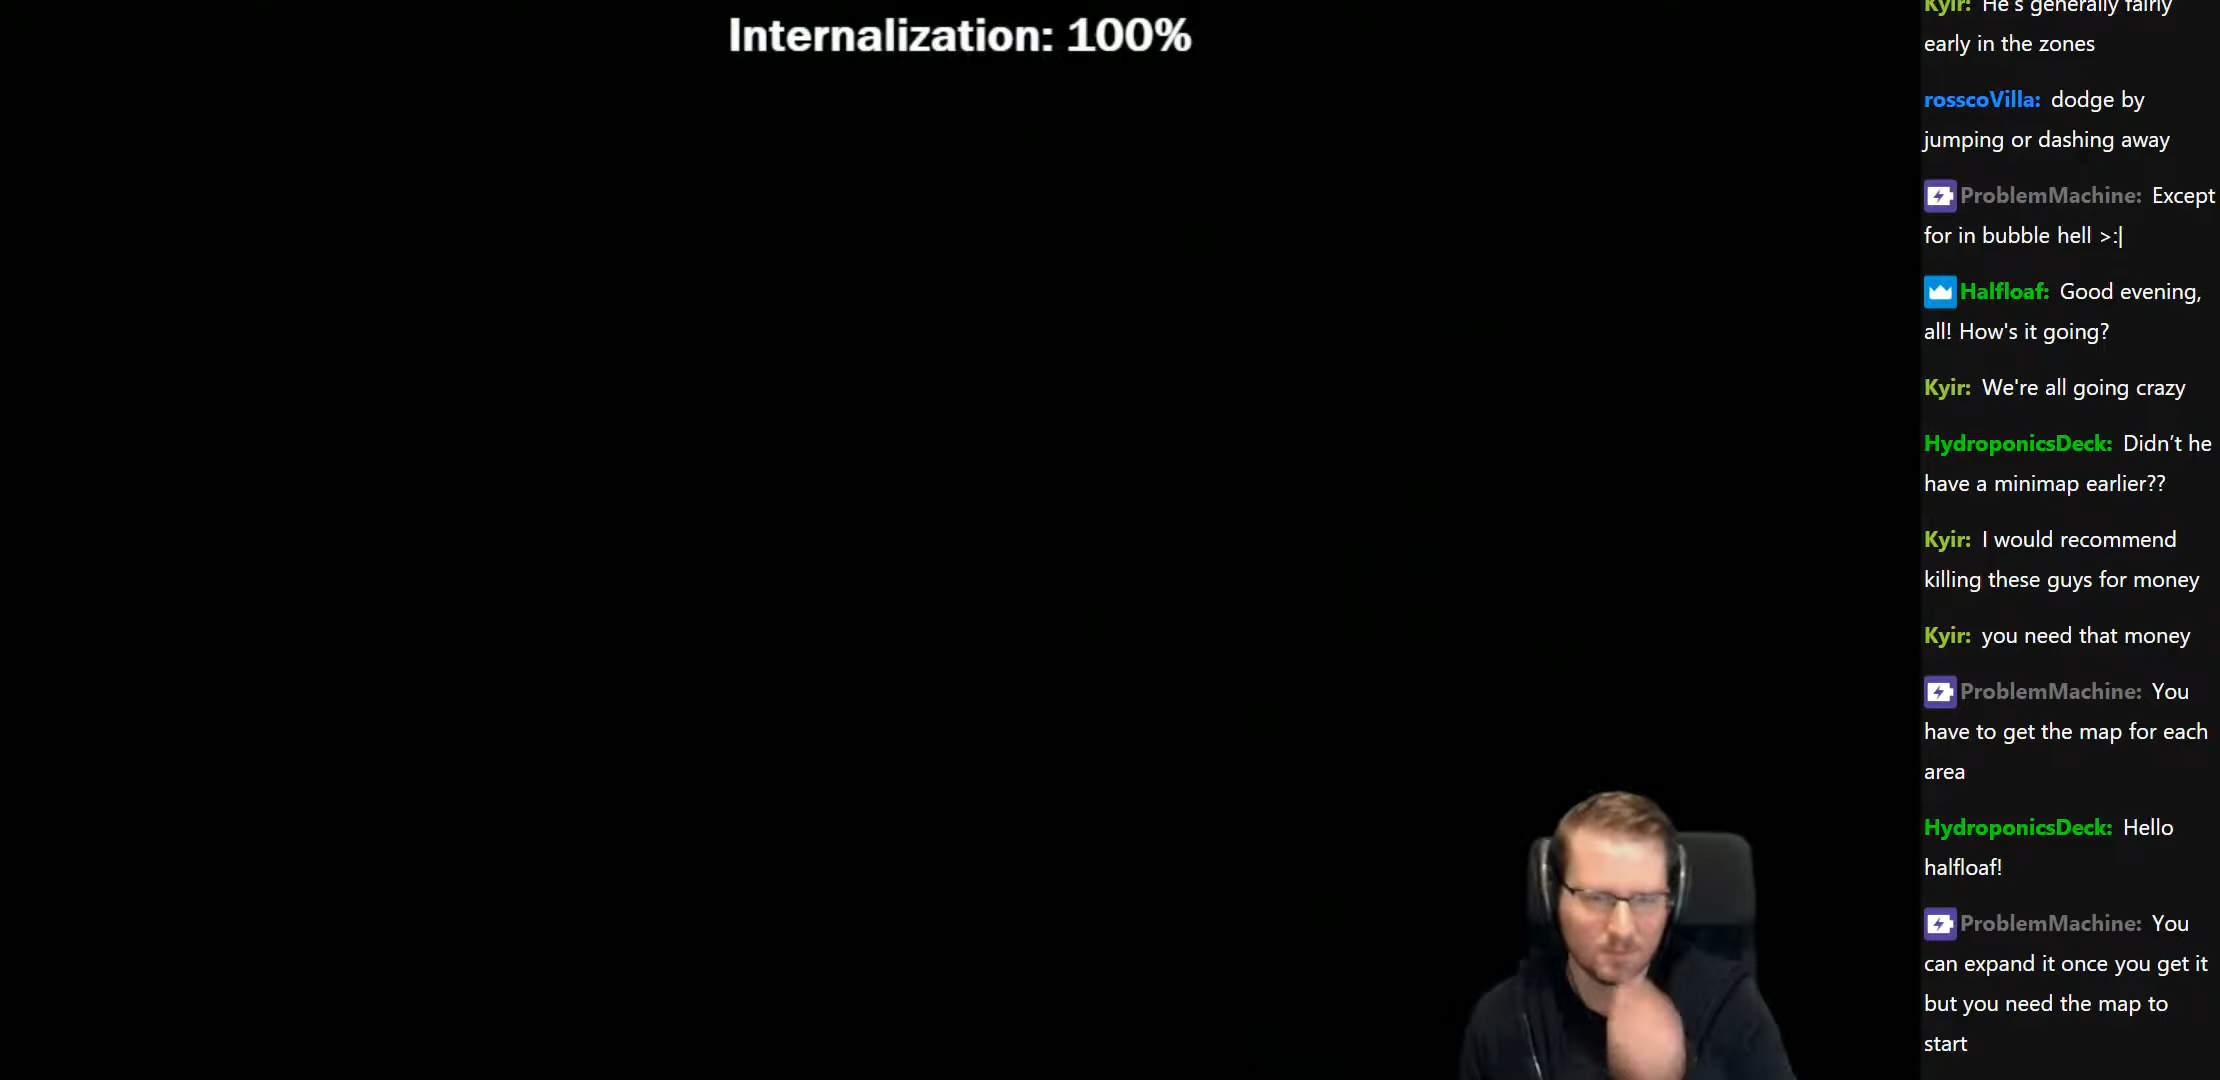 Internalization: 100%
Kyir: He's generally fairly
early in the zones
rosscoVilla: dodge by
jumping or dashing away
ProblemMachine: Except
for in bubble hell >:|
Halfloaf: Good evening,
all! How's it going?
Kyir: We're all going crazy
HydroponicsDeck: Didn’t he
have a minimap earlier??
Kyir: I would recommend
killing these guys for money
Kyir: you need that money
ProblemMachine: You
have to get the map for each
area
HydroponicsDeck: Hello
halfloaf!
ProblemMachine: You
can expand it once you get it
but you need the map to
start